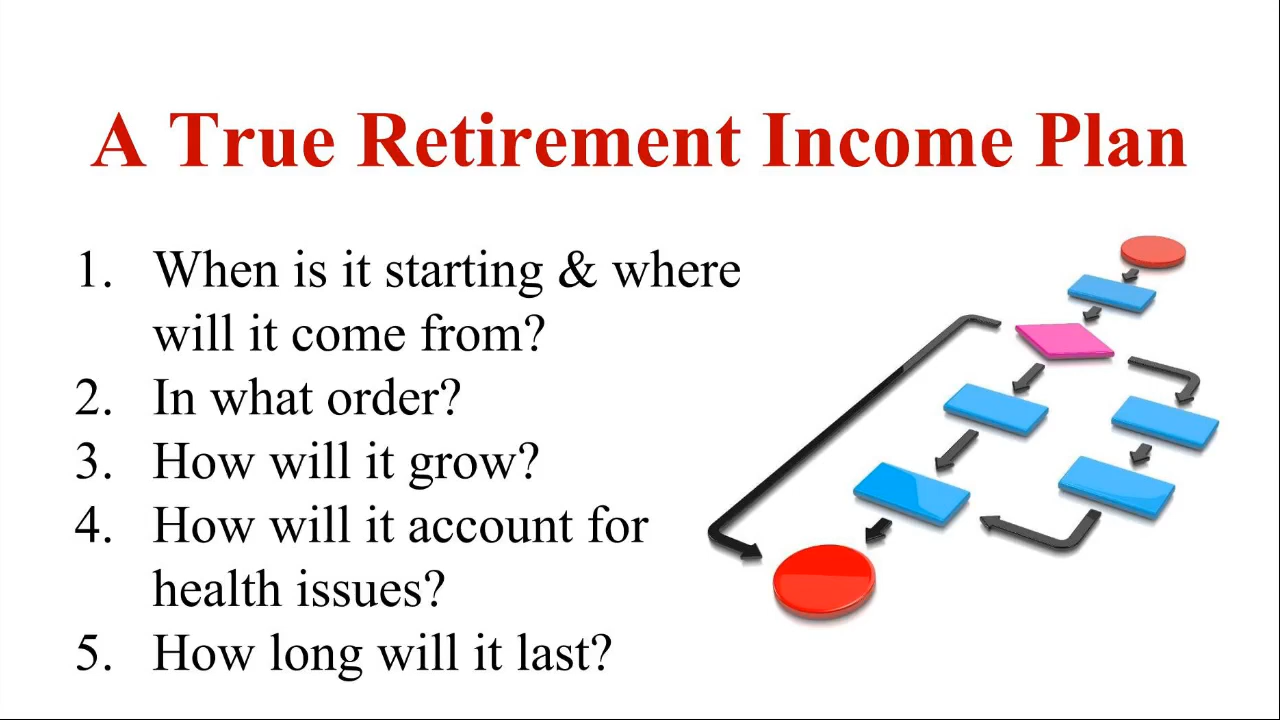 A True Retirement Income Plan
1. When is it starting & where
will it come from?
2. In what order?
3. How will it grow?
4. How will it account for
health issues?
5. How long will it last?